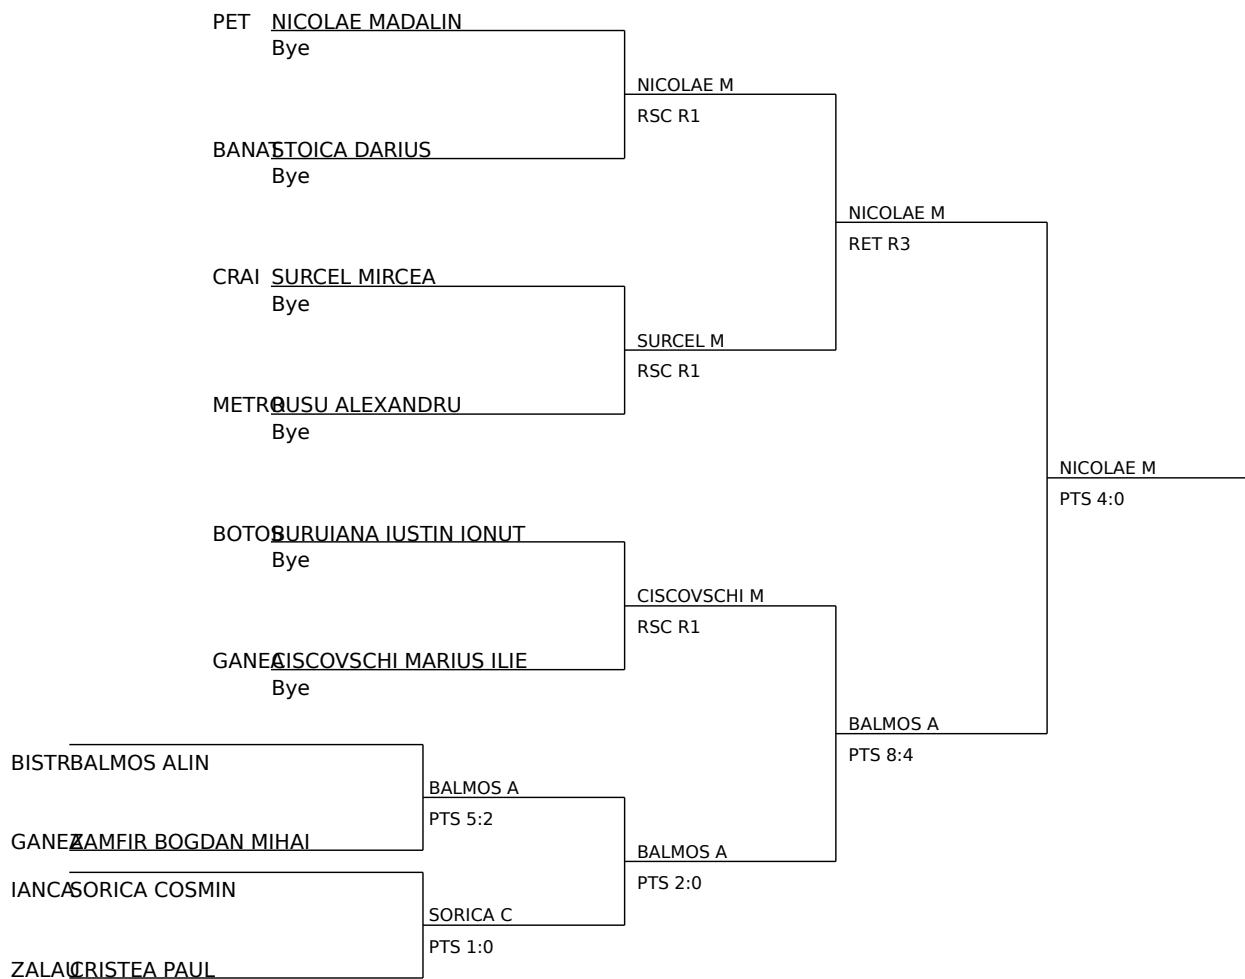 PET NICOLAE MADALIN
Bye
NICOLAE M
RSC R1
BANAT STOICA DARIUS
Bye
NICOLAE M
RET R3
CRAI SURCEL MIRCEA
Bye
SURCEL M
RSC R1
METRO RUSU ALEXANDRU
Bye
NICOLAE M
PTS 4:0
BOTOS BURUIANA IUSTIN IONUT
Bye
CISCOVSCHI M
RSC R1
GANEA CISCOVSCHI MARIUS ILIE
Bye
BALMOS A
PTS 8:4
BISTR BALMOS ALIN
BALMOS A
PTS 5:2
GANEA ZAMFIR BOGDAN MIHAI
BALMOS A
PTS 2:0
IANCA SORICA COSMIN
SORICA C
PTS 1:0
ZALAU CRISTEA PAUL